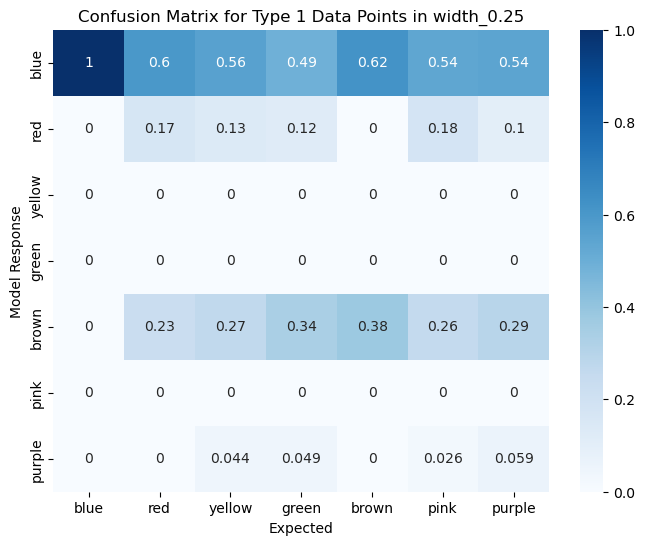 Confusion Matrix for Type 1 Data Points in width_0.25
Model Response
blue 1 0.6 0.56 0.49 0.62 0.54 0.54
red 0 0.17 0.13 0.12 0 0.18 0.1
yellow 0 0 0 0 0 0 0
green 0 0 0 0 0 0 0
brown 0 0.23 0.27 0.34 0.38 0.26 0.29
pink 0 0 0 0 0 0 0
purple 0 0 0.044 0.049 0 0.026 0.059
blue red yellow green brown pink purple
Expected
1.0
0.8
0.6
0.4
0.2
0.0